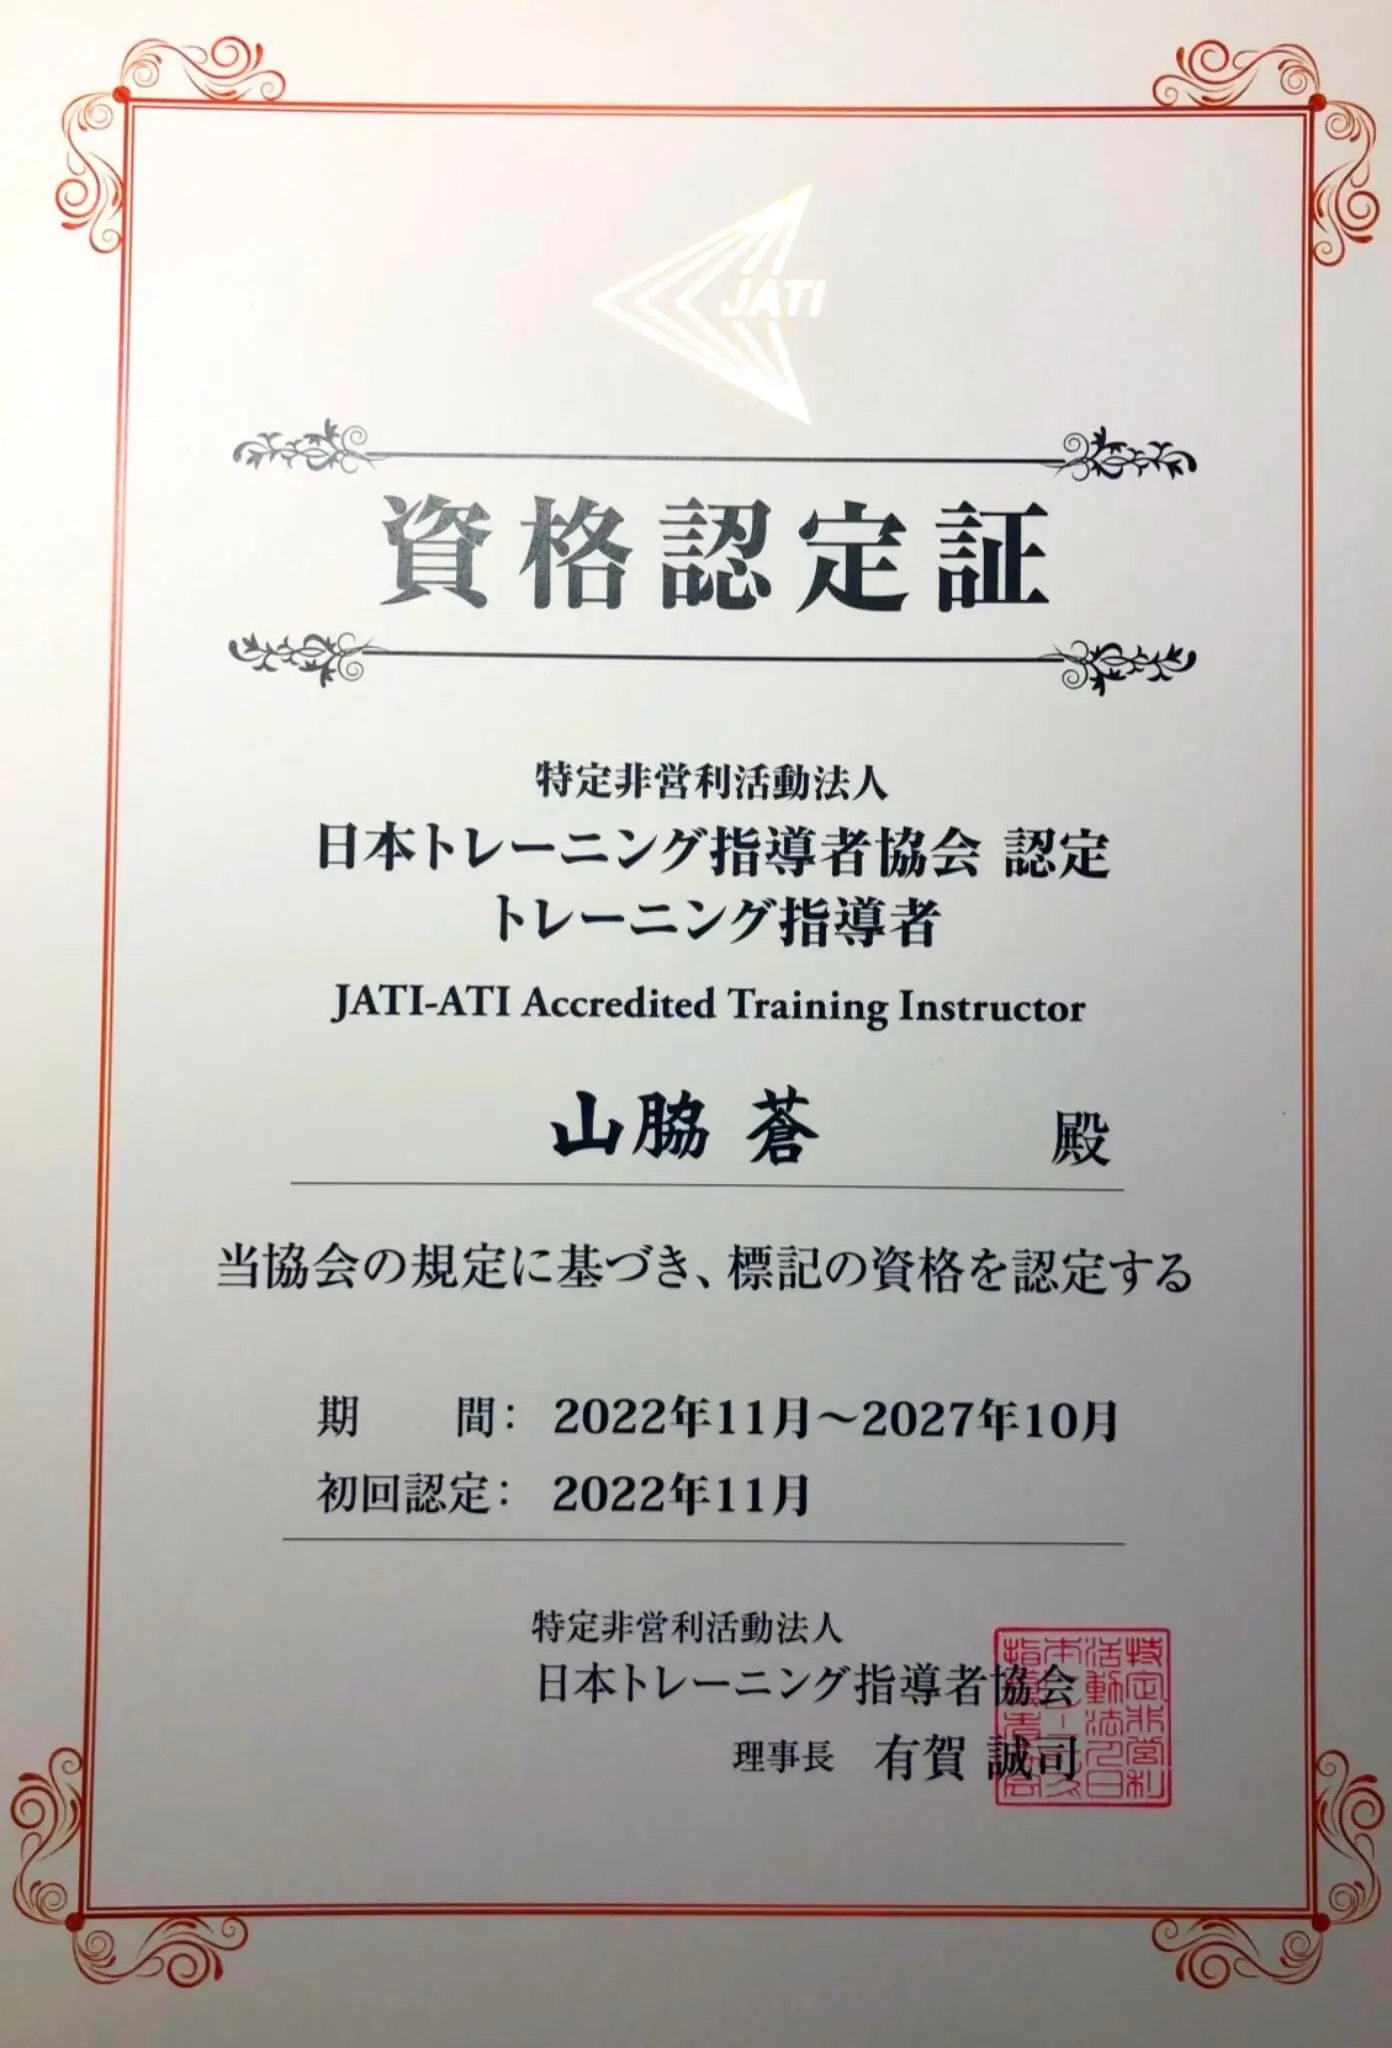 JATI
資格認定証
特定非営利活動法人
日本トレーニング指導者協会 認定
トレーニング指導者
JATI-ATI Accredited Training Instructor
山脇 蒼 殿
当協会の規定に基づき、標記の資格を認定する
期 間： 2022年11月～2027年10月
初回認定： 2022年11月
特定非営利活動法人
日本トレーニング指導者協会
理事長 有賀 誠司